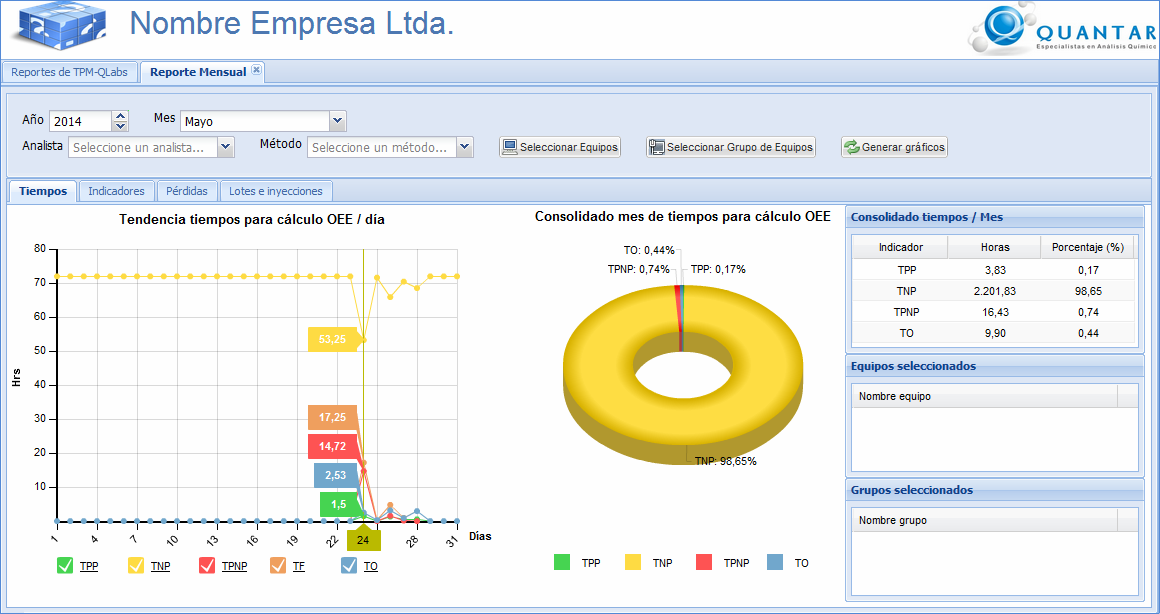 Nombre Empresa Ltda.
QUANTAR
Especialistas en Análisis Químico
Reportes de TPM-QLabs
Reporte Mensual
Año 2014 Mes Mayo
Analista Seleccione un analista... Método Seleccione un método... Seleccionar Equipos Seleccionar Grupo de Equipos Generar gráficos
Tiempos Indicadores Pérdidas Lotes e inyecciones
Tendencia tiempos para cálculo OEE / día
80
70
60
50
40
30
20
10
Hrs
53,25
17,25
14,72
2,53
1,5
1 4 7 10 13 16 19 22 24 28 31 Días
TPP TNP TPNP TF TO
Consolidado mes de tiempos para cálculo OEE
TO: 0,44%
TPNP: 0,74% TPP: 0,17%
TNP: 98,65%
TPP TNP TPNP TO
Consolidado tiempos / Mes
Indicador Horas Porcentaje (%)
TPP 3,83 0,17
TNP 2.201,83 98,65
TPNP 16,43 0,74
TO 9,90 0,44
Equipos seleccionados
Nombre equipo
Grupos seleccionados
Nombre grupo